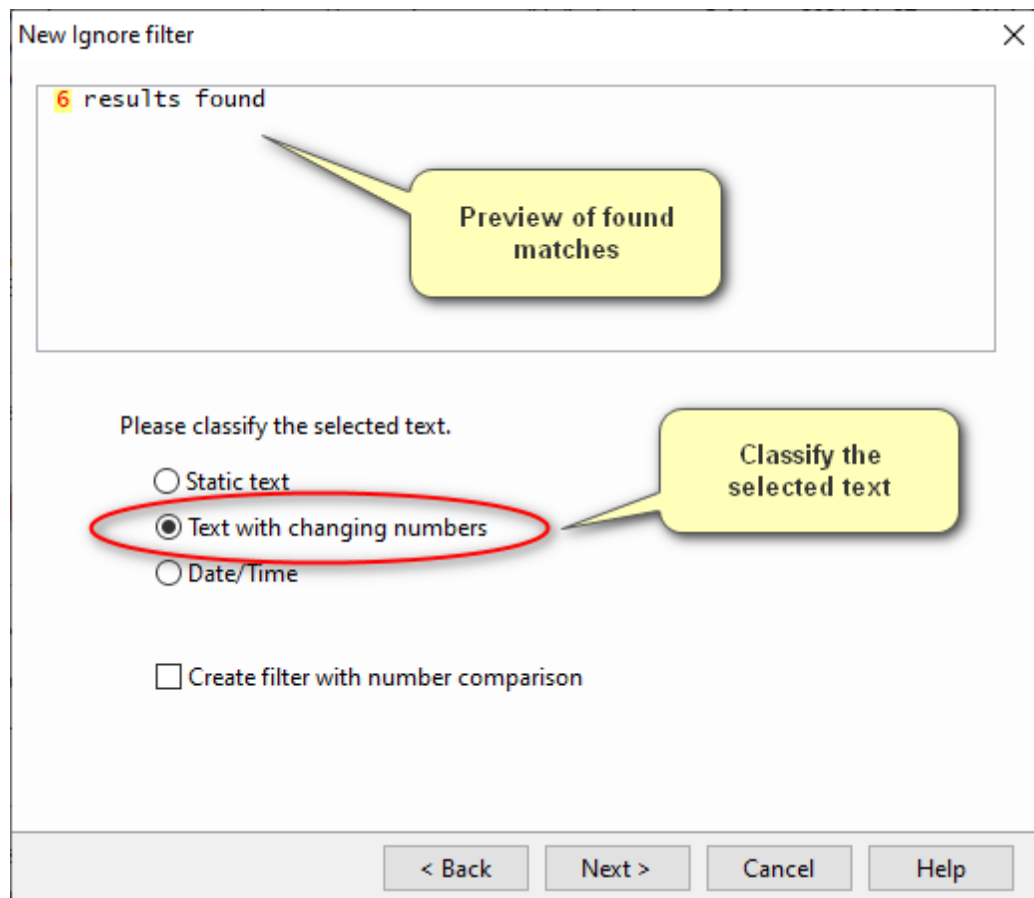 New Ignore filter
6 results found
Preview of found
matches
Please classify the selected text.
Classify the
selected text
Static text
Text with changing numbers
Date/Time
Create filter with number comparison
< Back
Next >
Cancel
Help